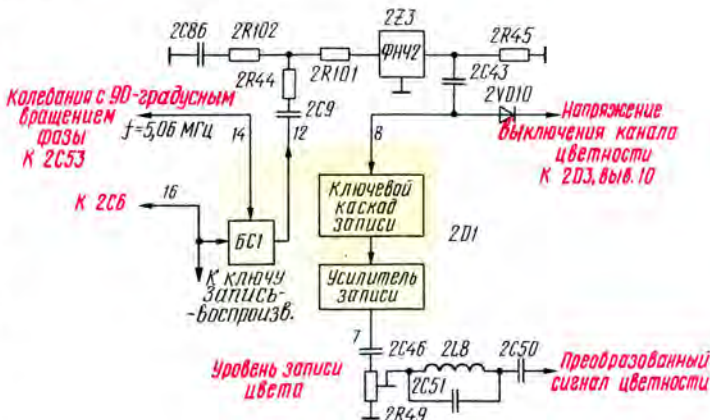 2С86
2R102
2Z3
ФНЧ2
2R45
2R44
2R101
2С43
2VD10
Колебания с 90-градусным
вращением
фазы
К 2С53
f=5,06 МГц
14
2С9
12
8
Напряжение
выключения канала
цветности
К 2D3, выв. 10
К 2С6
16
БС1
Ключевой
каскад
записи
2D1
К ключу
Запись-
-воспроизв.
Усилитель
записи
7
2С46
2L8
2С50
Уровень записи
цвета
2С51
Преобразованный
сигнал цветности
2R49